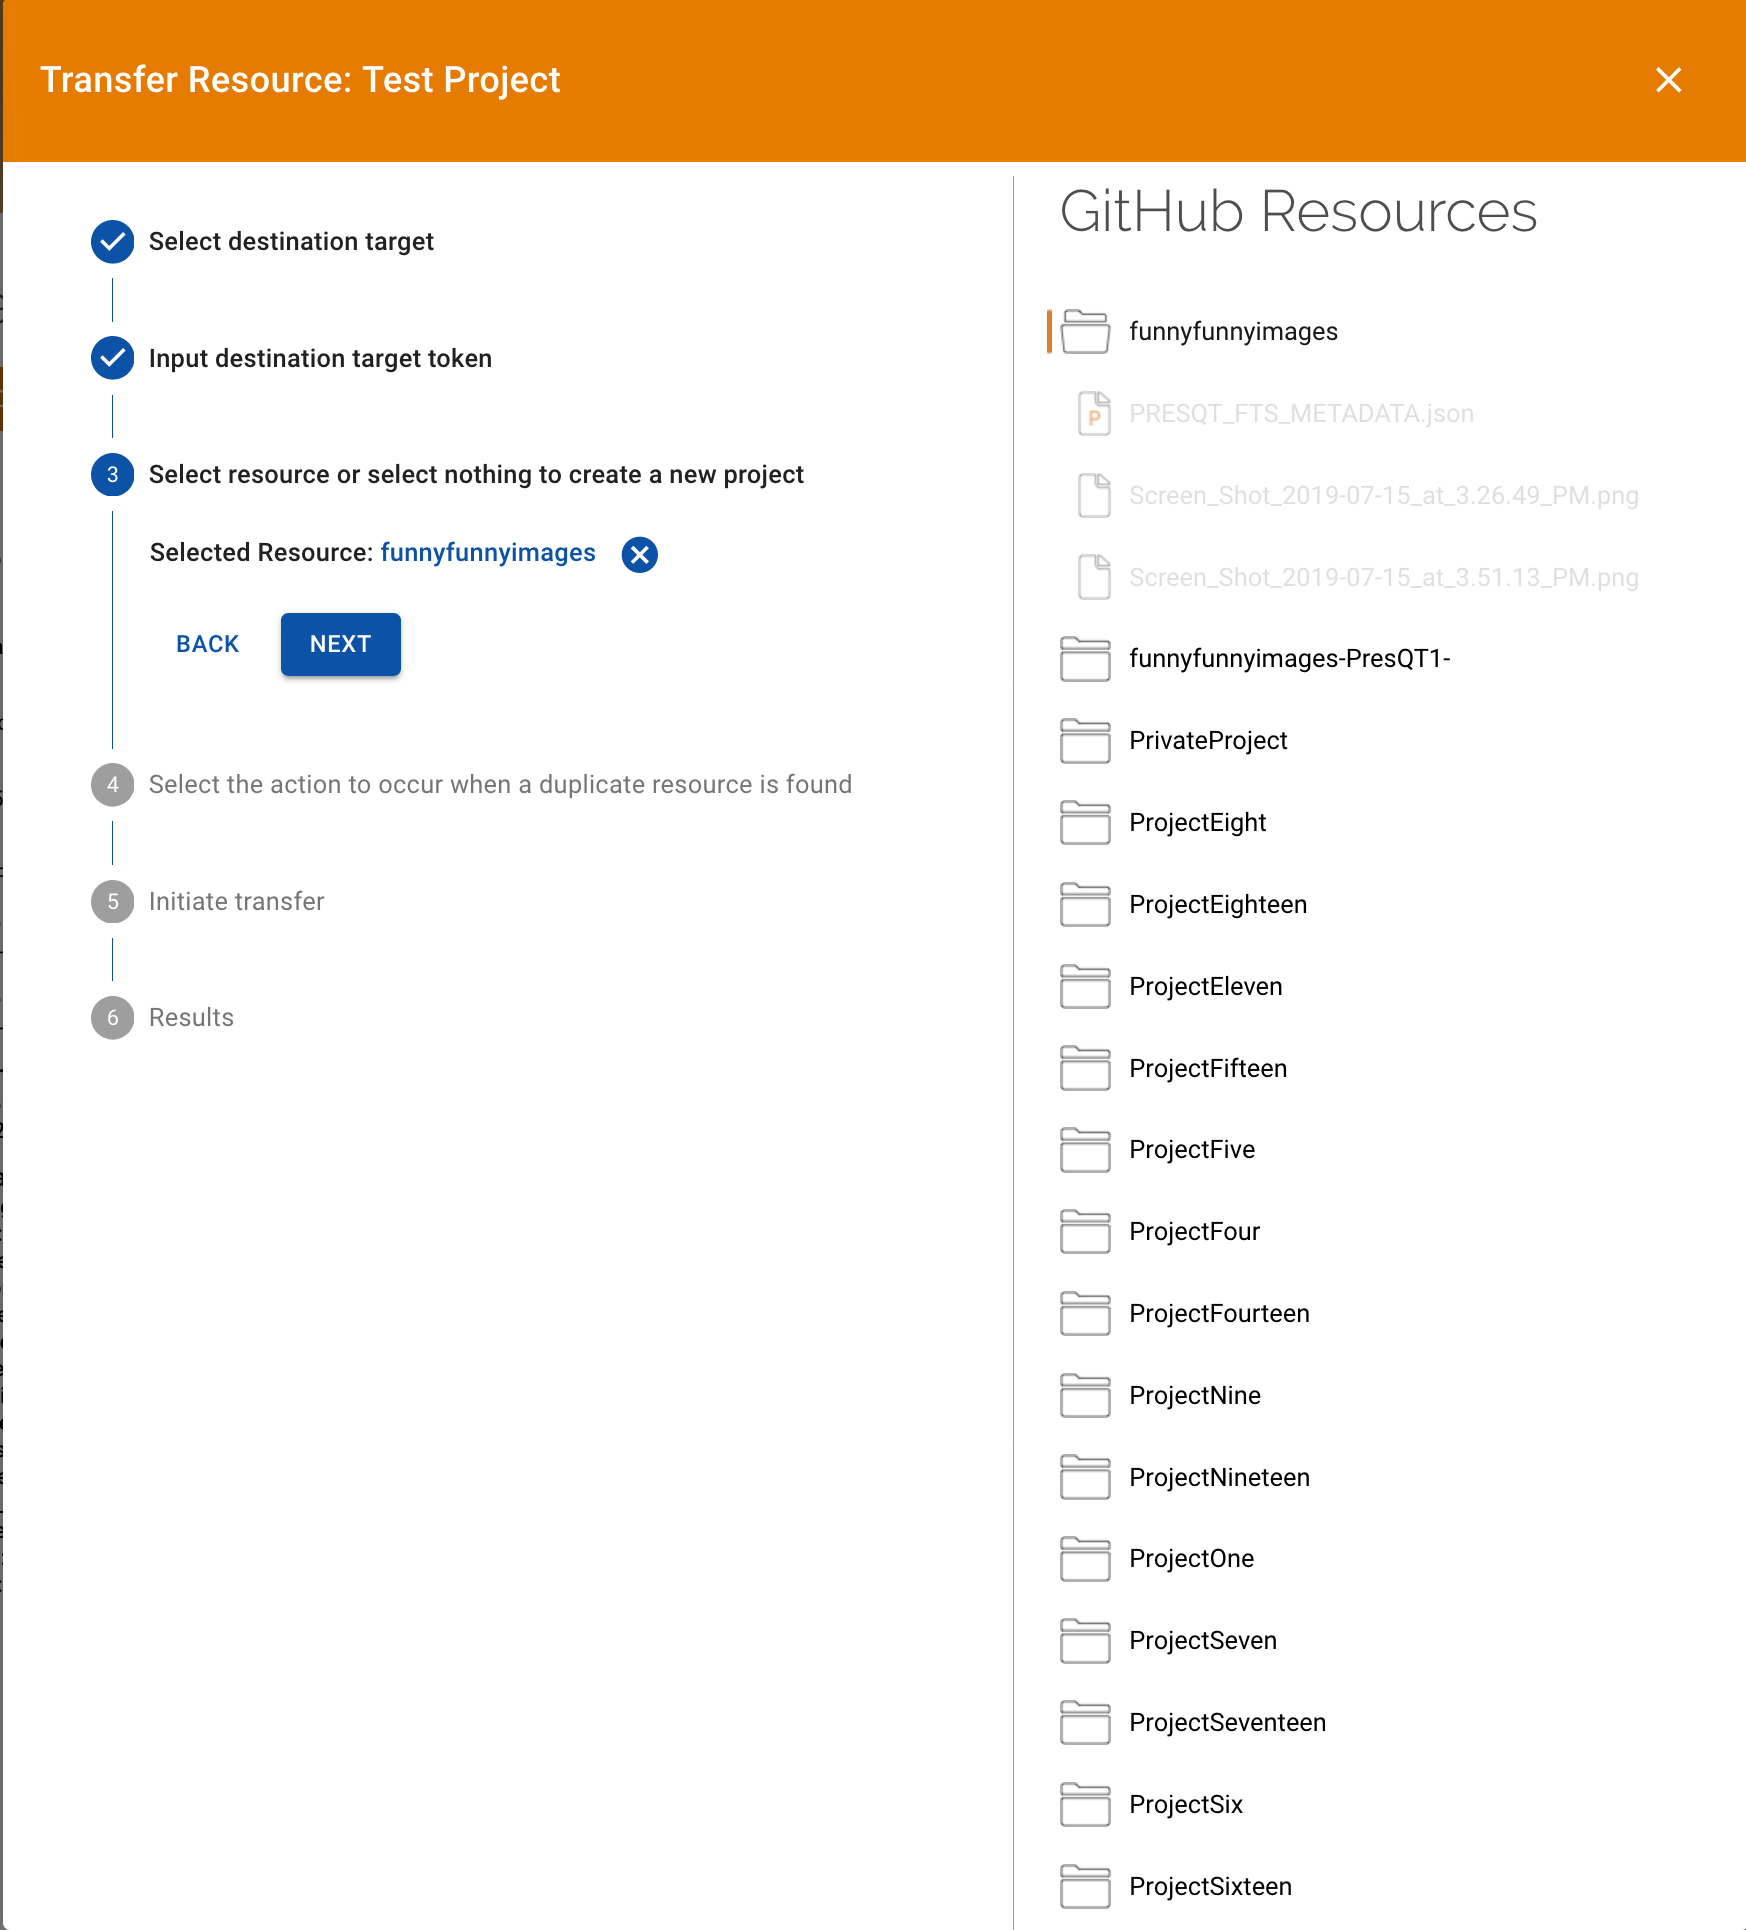 Transfer Resource: Test Project
Select destination target
Input destination target token
3 Select resource or select nothing to create a new project
Selected Resource: funnyfunnyimages
BACK NEXT
4 Select the action to occur when a duplicate resource is found
5 Initiate transfer
6 Results
GitHub Resources
funnyfunnyimages
P PRESQT_FTS_METADATA.json
Screen_Shot_2019-07-15_at_3.26.49_PM.png
Screen_Shot_2019-07-15_at_3.51.13_PM.png
funnyfunnyimages-PresQT1-
PrivateProject
ProjectEight
ProjectEighteen
ProjectEleven
ProjectFifteen
ProjectFive
ProjectFour
ProjectFourteen
ProjectNine
ProjectNineteen
ProjectOne
ProjectSeven
ProjectSeventeen
ProjectSix
ProjectSixteen